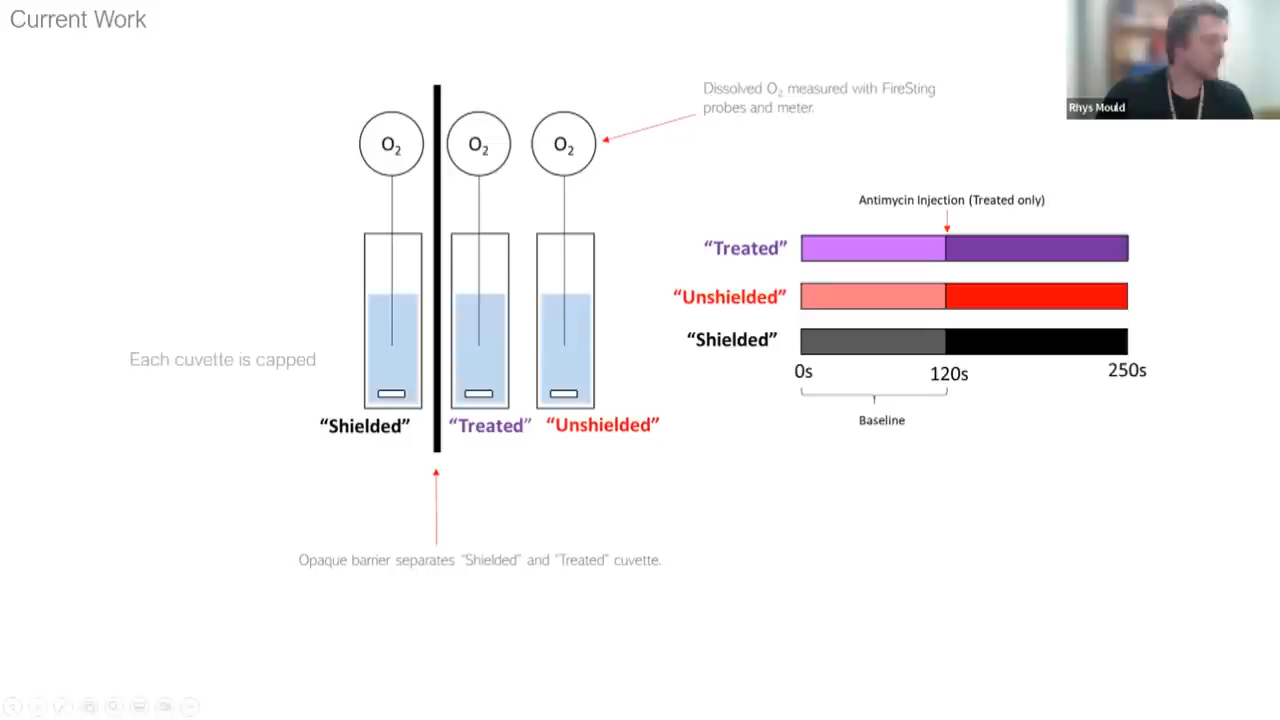 Current Work
Rhys Mould
Dissolved O₂ measured with FireSting
probes and meter.
O₂
O₂
O₂
Each cuvette is capped
"Shielded"
"Treated"
"Unshielded"
Opaque barrier separates "Shielded" and "Treated" cuvette.
Antimycin Injection (Treated only)
"Treated"
"Unshielded"
"Shielded"
0s
120s
250s
Baseline